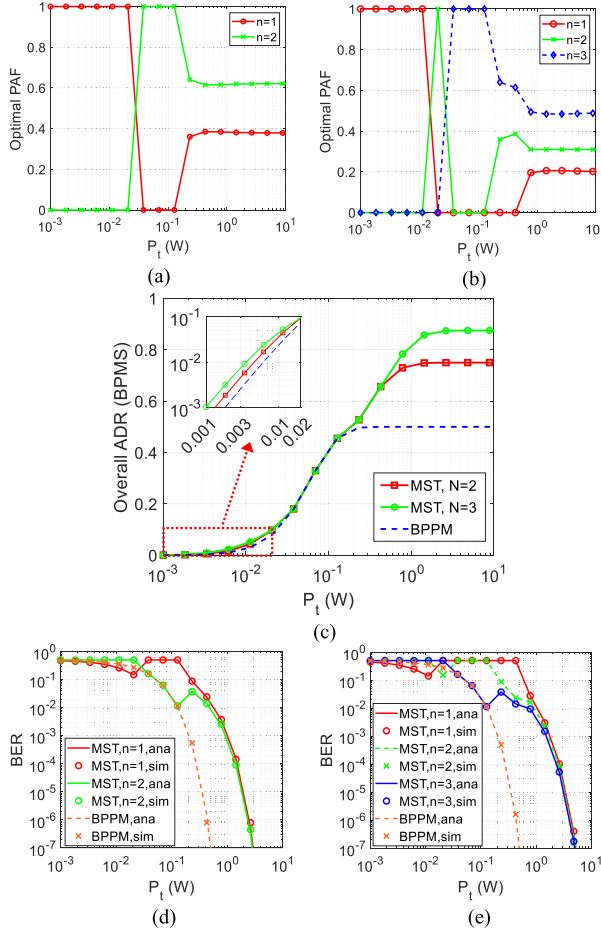 1
0.8
0.6
0.4
0.2
0
Optimal PAF
n=1
n=2
10^-3
10^-2
10^-1
10^0
10^1
P_t (W)
(a)
1
0.8
0.6
0.4
0.2
0
Optimal PAF
n=1
n=2
n=3
10^-3
10^-2
10^-1
10^0
10^1
P_t (W)
(b)
1
0.8
0.6
0.4
0.2
0
Overall ADR (BPMS)
10^-1
10^-2
10^-3
0.001
0.003
0.01
0.02
MST, N=2
MST, N=3
BPPM
10^-3
10^-2
10^-1
10^0
10^1
P_t (W)
(c)
10^0
10^-1
10^-2
10^-3
10^-4
10^-5
10^-6
10^-7
BER
MST,n=1,ana
MST,n=1,sim
MST,n=2,ana
MST,n=2,sim
BPPM,ana
BPPM,sim
10^-3
10^-2
10^-1
10^0
10^1
P_t (W)
(d)
10^0
10^-1
10^-2
10^-3
10^-4
10^-5
10^-6
10^-7
BER
MST,n=1,ana
MST,n=1,sim
MST,n=2,ana
MST,n=2,sim
MST,n=3,ana
MST,n=3,sim
BPPM,ana
BPPM,sim
10^-3
10^-2
10^-1
10^0
10^1
P_t (W)
(e)